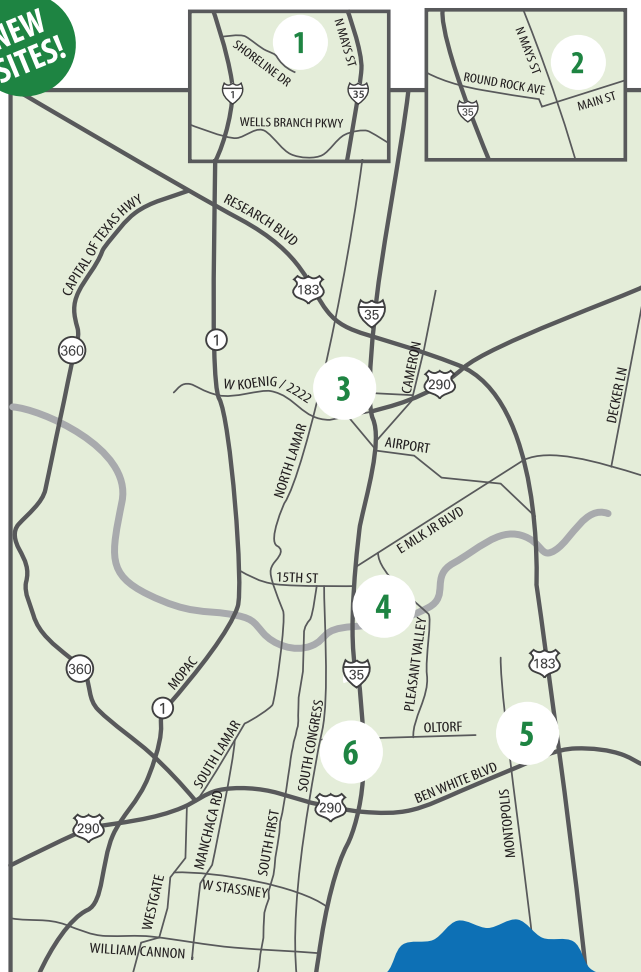 NEW
SITES!
1
SHORELINE DR
N MAYS ST
1
35
WELLS BRANCH PKWY
2
N MAYS ST
ROUND ROCK AVE
MAIN ST
35
CAPITAL OF TEXAS HWY
RESEARCH BLVD
183
35
360
1
CAMERON
W KOENIG / 2222
3
290
DECKER LN
NORTH LAMAR
AIRPORT
E MLK JR BLVD
15TH ST
4
PLEASANT VALLEY
360
MOPAC
35
183
1
SOUTH LAMAR
SOUTH CONGRESS
6
OLTORF
5
BEN WHITE BLVD
290
290
MANCHACA RD
SOUTH FIRST
MONTOPOLIS
WESTGATE
W STASSNEY
WILLIAM CANNON